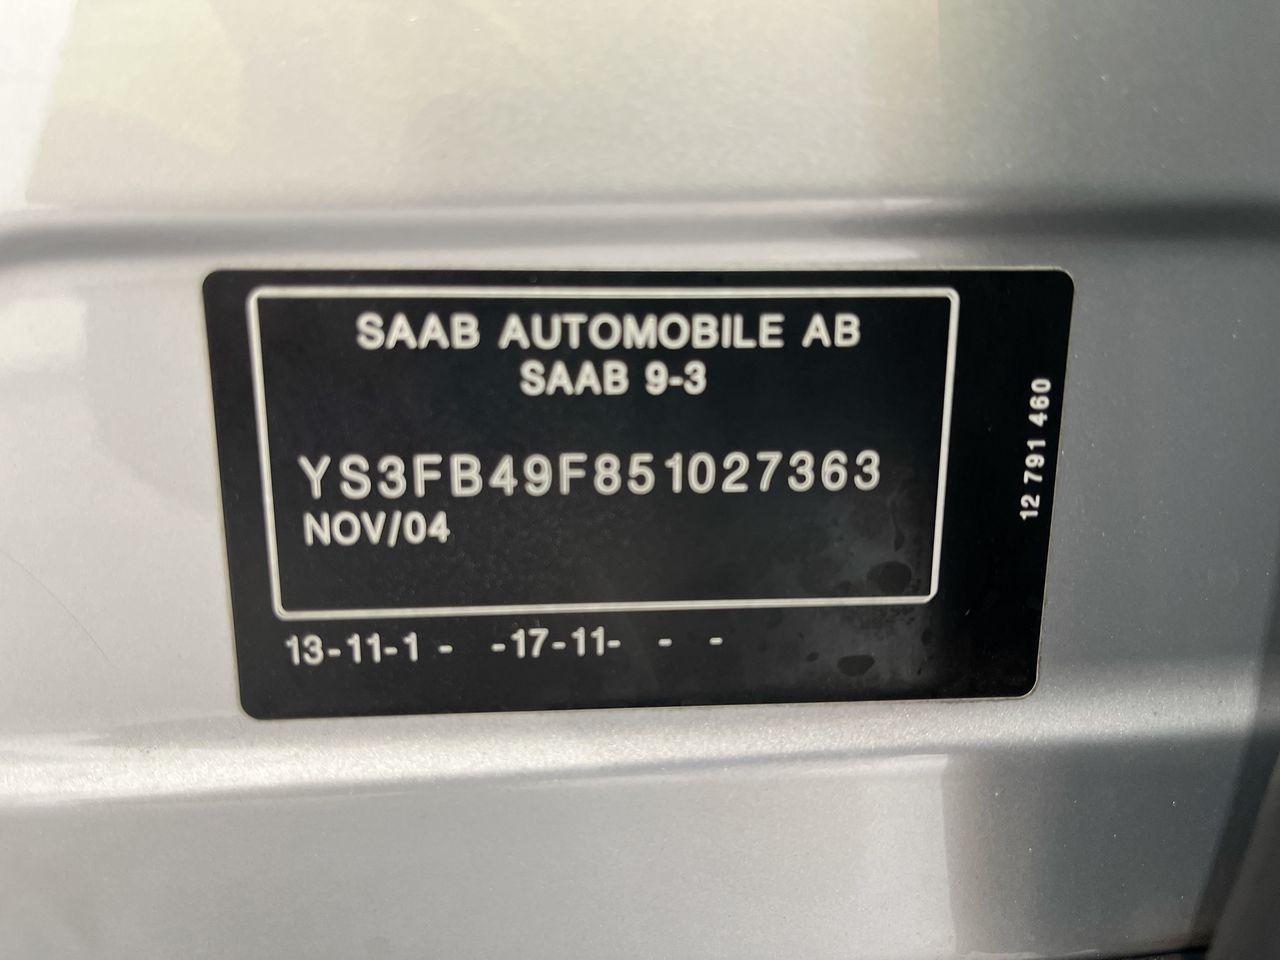 SAAB AUTOMOBILE AB
SAAB 9-3
YS3FB49F851027363
NOV/04
13-11-1 -  -17-11-  -  -
12 791 460